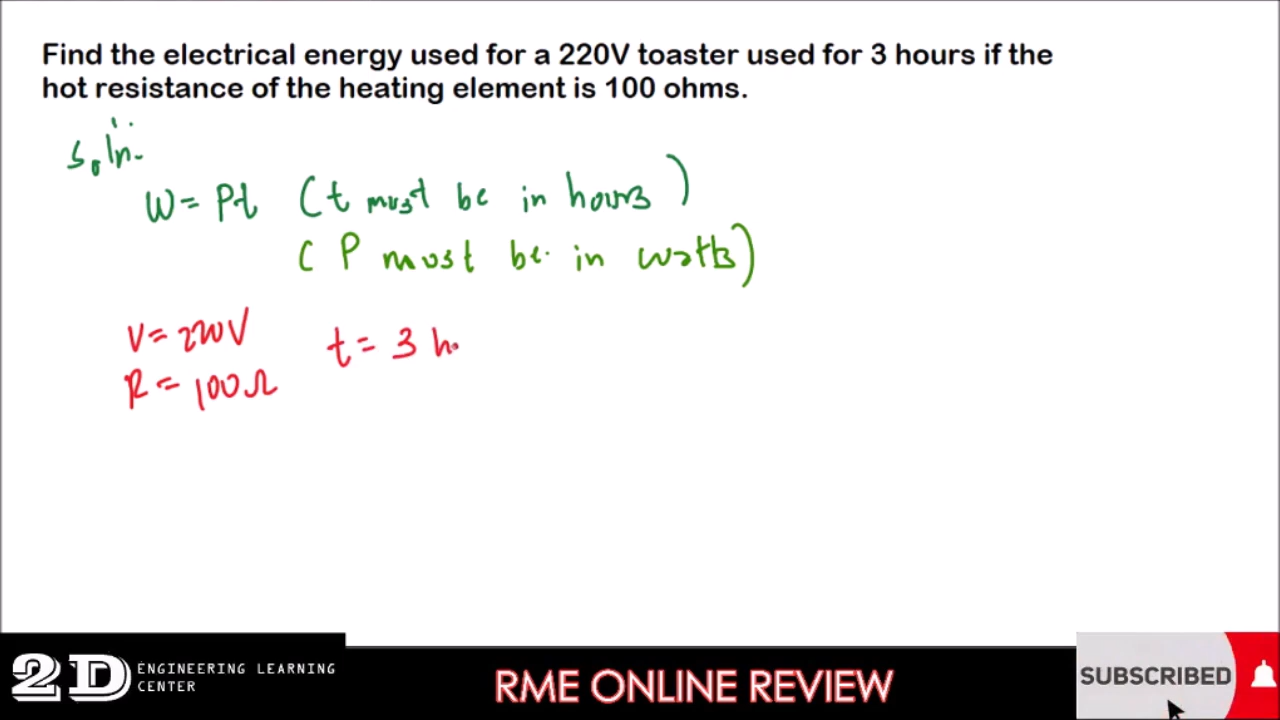 Find the electrical energy used for a 220V toaster used for 3 hours if the
hot resistance of the heating element is 100 ohms.
Soln.
W = Pt (t must be in hours)
(P must be in watts)
V = 220V
t = 3 h
R = 100Ω
2D ENGINEERING LEARNING
CENTER
RME ONLINE REVIEW
SUBSCRIBED